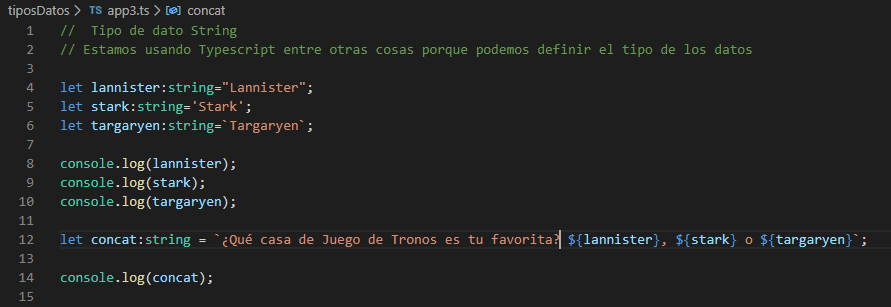 tiposDatos > TS app3.ts > concat
1 // Tipo de dato String
2 // Estamos usando Typescript entre otras cosas porque podemos definir el tipo de los datos
3
4 let lannister:string="Lannister";
5 let stark:string='Stark';
6 let targaryen:string=`Targaryen`;
7
8 console.log(lannister);
9 console.log(stark);
10 console.log(targaryen);
11
12 let concat:string = `¿Qué casa de Juego de Tronos es tu favorita? ${lannister}, ${stark} o ${targaryen}`;
13
14 console.log(concat);
15